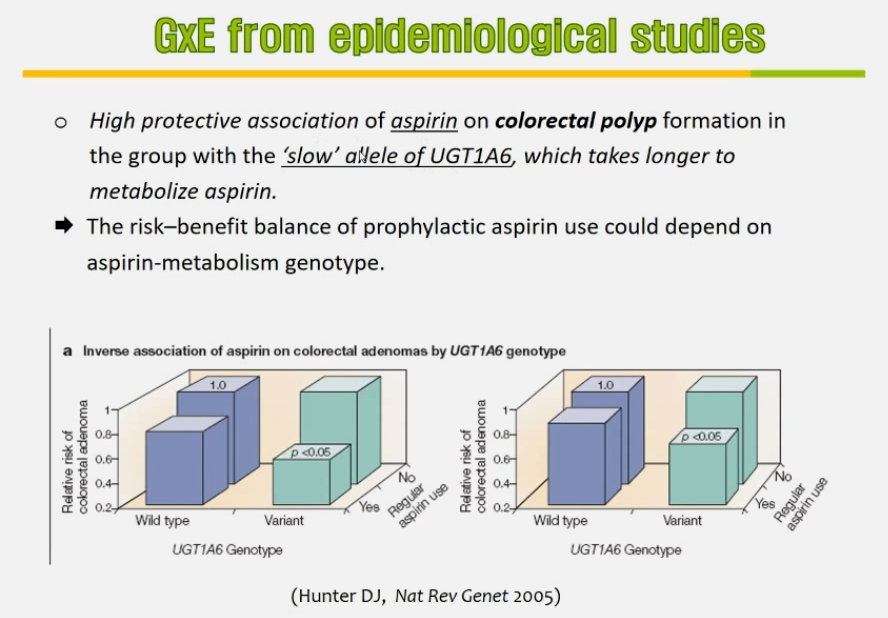 GxE from epidemiological studies
o High protective association of aspirin on colorectal polyp formation in
the group with the ‘slow’ allele of UGT1A6, which takes longer to
metabolize aspirin.
➡ The risk–benefit balance of prophylactic aspirin use could depend on
aspirin-metabolism genotype.
a Inverse association of aspirin on colorectal adenomas by UGT1A6 genotype
Relative risk of
colorectal adenoma
1
0.8
0.6
0.4
0.2
1.0
p <0.05
Wild type
Variant
Yes
No
Regular
aspirin use
UGT1A6 Genotype
Relative risk of
colorectal adenoma
1
0.8
0.6
0.4
0.2
1.0
p <0.05
Wild type
Variant
Yes
No
Regular
aspirin use
UGT1A6 Genotype
(Hunter DJ, Nat Rev Genet 2005)